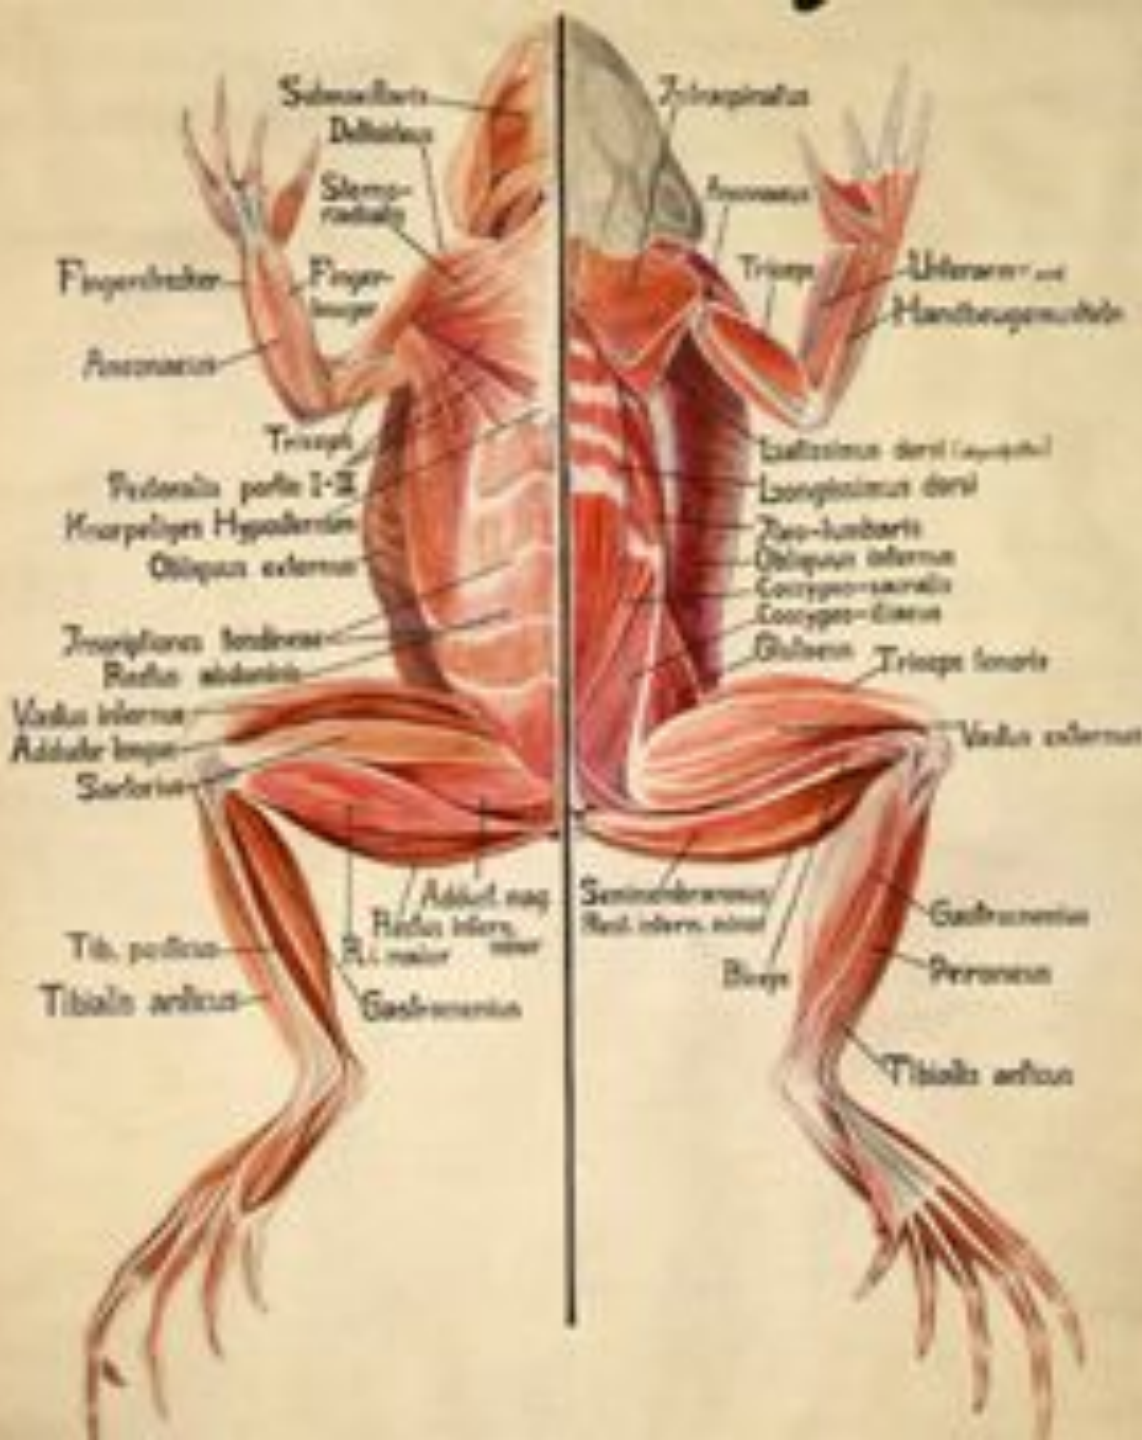 Submaxillaris
Deltoideus
Sterno-
radialis
Fingerstrecker
Finger-
beuger
Anconaeus
Triceps
Pectoralis portio I-III
Knorpeliges Hyposternum
Obliquus externus
Inscriptiones tendineae
Rectus abdominis
Vastus internus
Adductor longus
Sartorius
Adduct. mag
Rectus intern.
minor
R. i. maior
Tib. posticus
Tibialis anticus
Gastrocnemius
Infraspinatus
Anconaeus
Triceps
Unterarm- und
Handbeugemuskeln
Latissimus dorsi
Longissimus dorsi
Ileo-lumbaris
Obliquus internus
Coccygeo-sacralis
Coccygeo-iliacus
Glutaeus
Triceps femoris
Vastus externus
Semimembranosus
Rect. intern. minor
Biceps
Gastrocnemius
Peroneus
Tibialis anticus